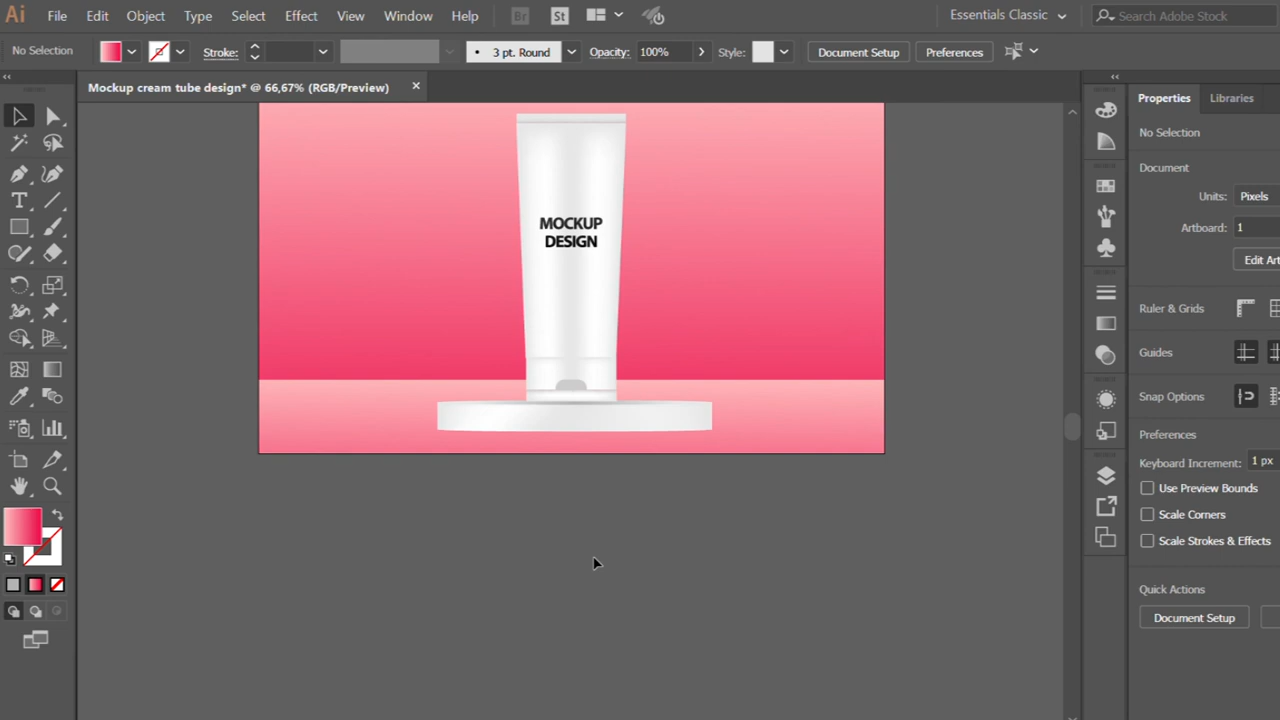 Ai File Edit Object Type Select Effect View Window Help Br St Essentials Classic Search Adobe Stock
No Selection Stroke: 3 pt. Round Opacity: 100% Style: Document Setup Preferences
Mockup cream tube design* @ 66,67% (RGB/Preview) ×
Properties Libraries
No Selection
Document
Units: Pixels
Artboard: 1
Edit Art
Ruler & Grids
Guides
Snap Options
Preferences
Keyboard Increment: 1 px
Use Preview Bounds
Scale Corners
Scale Strokes & Effects
Quick Actions
Document Setup
MOCKUP
DESIGN